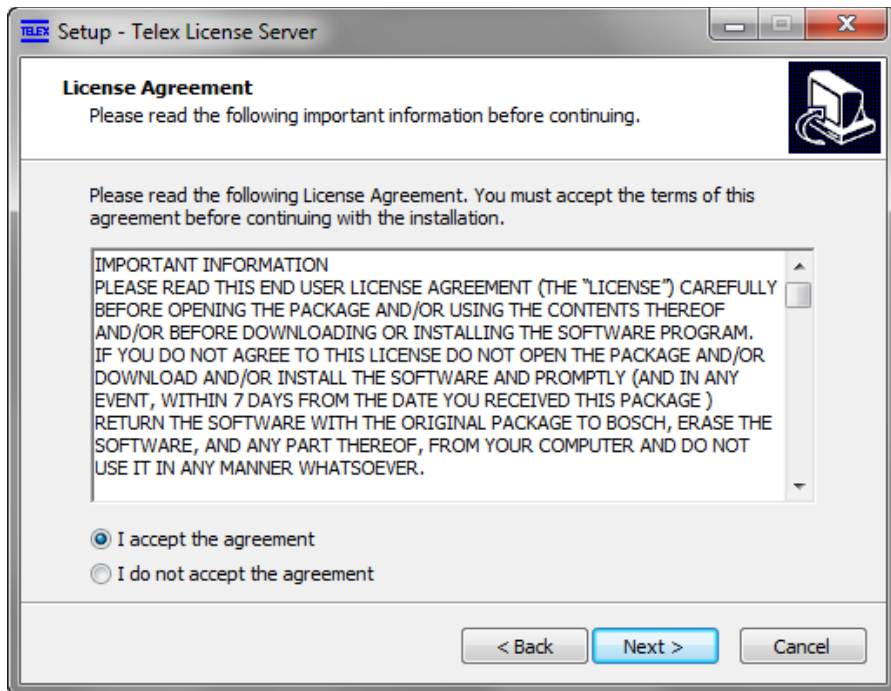 TELEX Setup - Telex License Server
License Agreement
Please read the following important information before continuing.
Please read the following License Agreement. You must accept the terms of this
agreement before continuing with the installation.
IMPORTANT INFORMATION
PLEASE READ THIS END USER LICENSE AGREEMENT (THE “LICENSE”) CAREFULLY
BEFORE OPENING THE PACKAGE AND/OR USING THE CONTENTS THEREOF
AND/OR BEFORE DOWNLOADING OR INSTALLING THE SOFTWARE PROGRAM.
IF YOU DO NOT AGREE TO THIS LICENSE DO NOT OPEN THE PACKAGE AND/OR
DOWNLOAD AND/OR INSTALL THE SOFTWARE AND PROMPTLY (AND IN ANY
EVENT, WITHIN 7 DAYS FROM THE DATE YOU RECEIVED THIS PACKAGE )
RETURN THE SOFTWARE WITH THE ORIGINAL PACKAGE TO BOSCH, ERASE THE
SOFTWARE, AND ANY PART THEREOF, FROM YOUR COMPUTER AND DO NOT
USE IT IN ANY MANNER WHATSOEVER.
I accept the agreement
I do not accept the agreement
< Back Next > Cancel